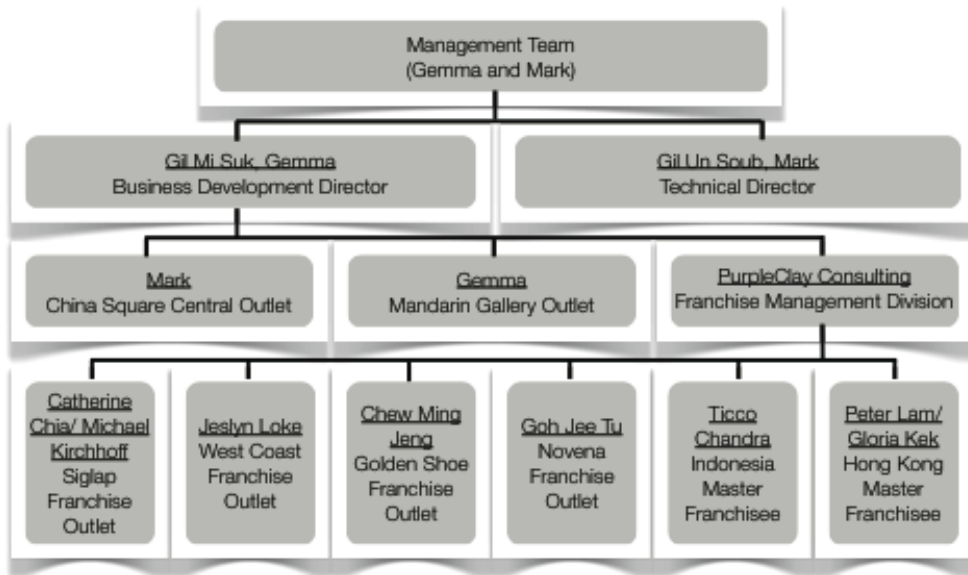 Management Team
(Gemma and Mark)
Gil Mi Suk, Gemma
Business Development Director
Gil Un Soub, Mark
Technical Director
Mark
China Square Central Outlet
Gemma
Mandarin Gallery Outlet
PurpleClay Consulting
Franchise Management Division
Catherine
Chia/ Michael
Kirchhoff
Siglap
Franchise
Outlet
Jeslyn Loke
West Coast
Franchise
Outlet
Chew Ming
Jeng
Golden Shoe
Franchise
Outlet
Goh Jee Tu
Novena
Franchise
Outlet
Ticco
Chandra
Indonesia
Master
Franchisee
Peter Lam/
Gloria Kek
Hong Kong
Master
Franchisee